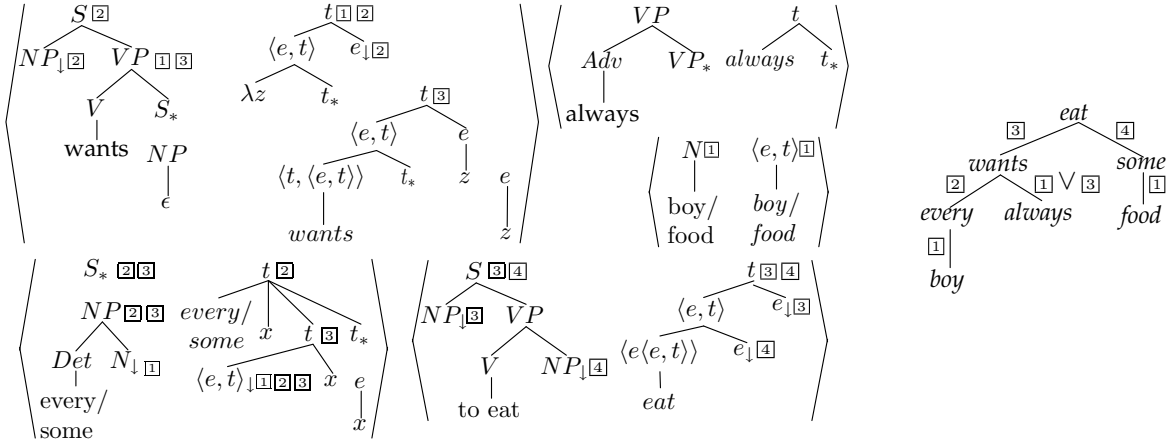 S 2
NP↓2 VP 1 3
V S*
wants NP
ϵ
t 1 2
⟨e, t⟩ e↓2
λz t*
t 3
⟨e, t⟩ e
⟨t, ⟨e, t⟩⟩ t* z e
wants z
VP
Adv VP*
always
t
always t*
N 1 ⟨e, t⟩ 1
boy/ boy/
food food
S* 2 3
NP 2 3
Det N↓ 1
every/
some
t 2
every/ x t 3 t*
some
⟨e, t⟩↓ 1 2 3 x e
x
S 3 4
NP↓3 VP
V NP↓4
to eat
t 3 4
⟨e, t⟩ e↓3
⟨e⟨e, t⟩⟩ e↓4
eat
eat
3 4
wants some
2 1 ∨ 3 1
every always food
1
boy